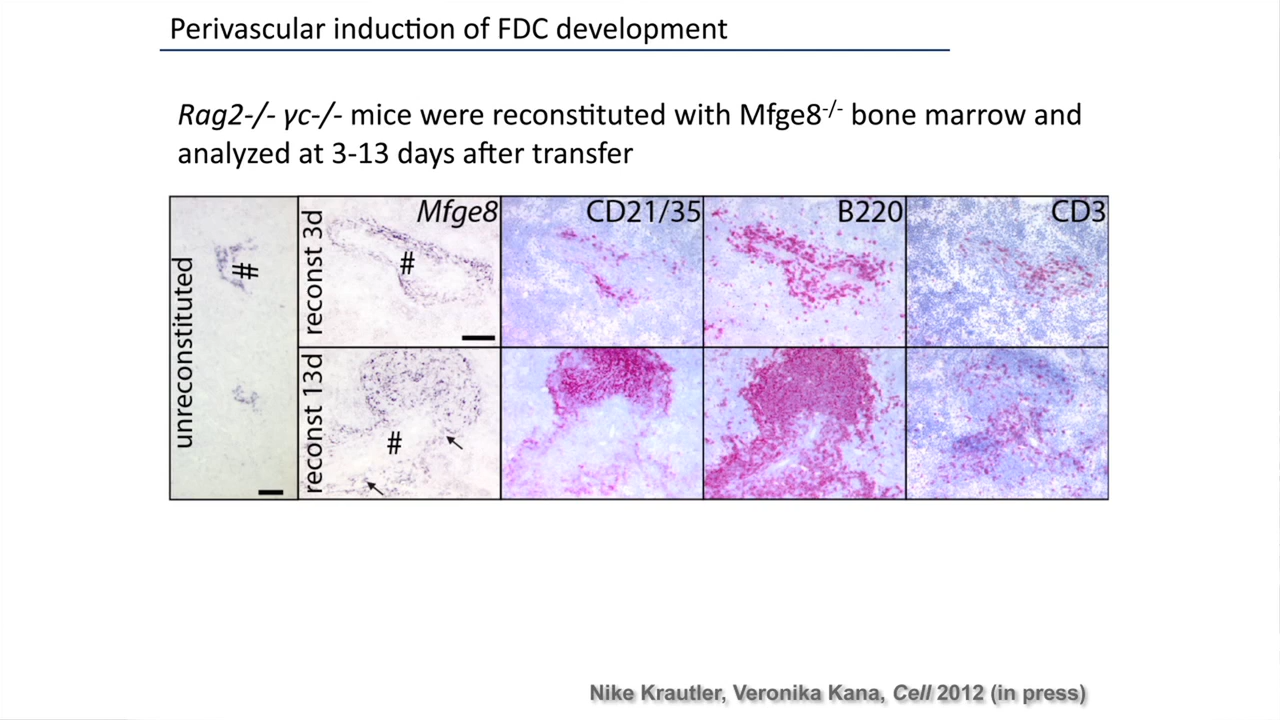 Perivascular induction of FDC development
Rag2-/- γc-/- mice were reconstituted with Mfge8-/- bone marrow and
analyzed at 3-13 days after transfer
unreconstituted
#
reconst 3d
Mfge8
#
CD21/35
B220
CD3
reconst 13d
#
Nike Krautler, Veronika Kana, Cell 2012 (in press)